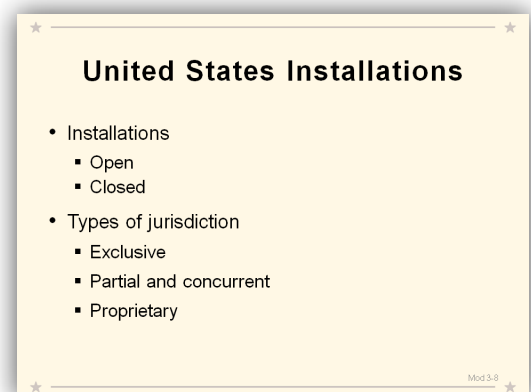 United States Installations
• Installations
▪ Open
▪ Closed
• Types of jurisdiction
▪ Exclusive
▪ Partial and concurrent
▪ Proprietary
Mod 3-8